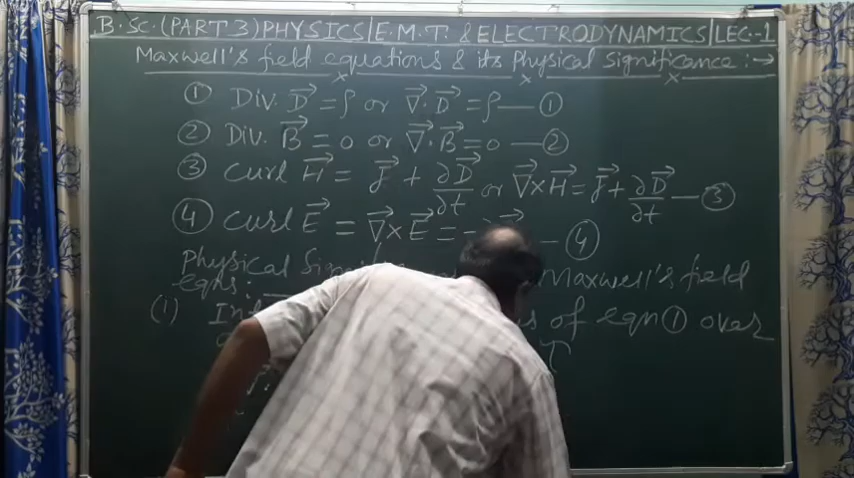 B.Sc.(PART 3)PHYSICS|E.M.T. & ELECTRODYNAMICS|LEC.-1
Maxwell's field equations & its Physical Significance :→
① Div. D⃗ = ρ or ∇⃗. D⃗ = ρ — ①
② Div. B⃗ = 0 or ∇⃗. B⃗ = 0 — ②
③ Curl H⃗ = J⃗ + ∂D⃗/∂t or ∇⃗×H⃗ = J⃗ + ∂D⃗/∂t — ③
④ Curl E⃗ = ∇⃗×E⃗ = - — ④
Physical Maxwell's field
eqns:
(1) of eqn ① over